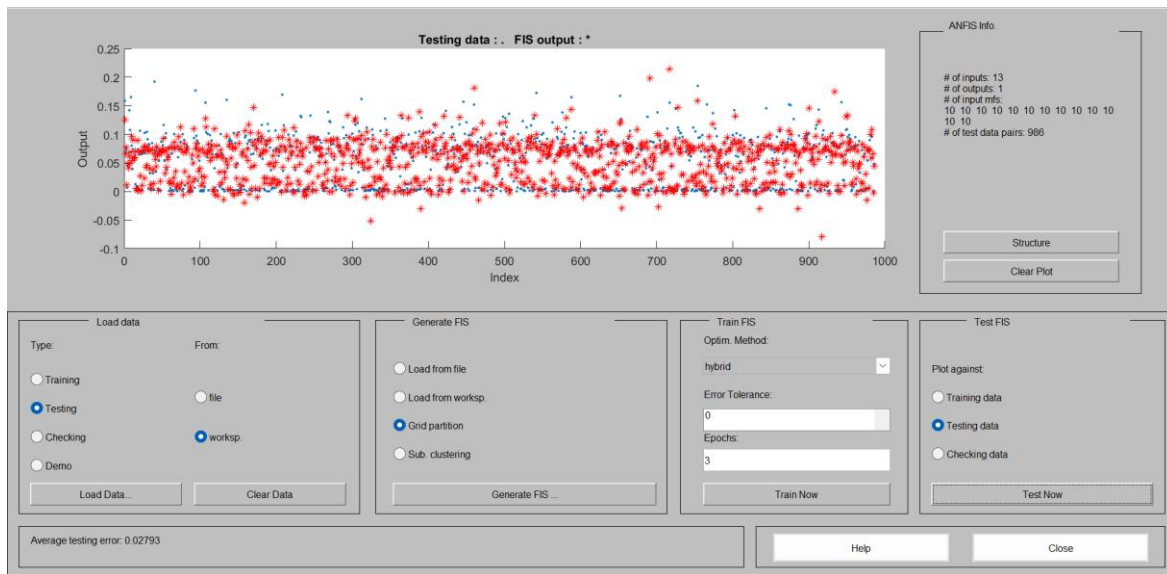 Testing data : .   FIS output : *
0.25
0.2
0.15
0.1
0.05
0
-0.05
-0.1
Output
0 100 200 300 400 500 600 700 800 900 1000
Index
ANFIS Info.
# of inputs: 13
# of outputs: 1
# of input mfs:
10 10 10 10 10 10 10 10 10 10 10
10 10
# of test data pairs: 986
Structure
Clear Plot
Load data
Type:
From:
Training
Testing
Checking
Demo
file
worksp.
Load Data...
Clear Data
Generate FIS
Load from file
Load from worksp.
Grid partition
Sub. clustering
Generate FIS ...
Train FIS
Optim. Method:
hybrid
Error Tolerance:
0
Epochs:
3
Train Now
Test FIS
Plot against:
Training data
Testing data
Checking data
Test Now
Average testing error: 0.02793
Help
Close